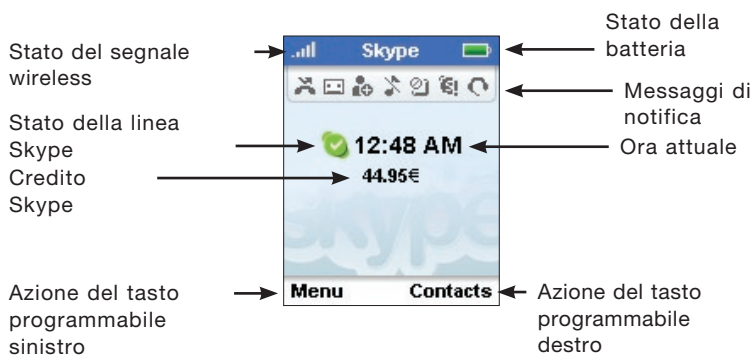 Stato del segnale
wireless
Stato della linea
Skype
Credito
Skype
Azione del tasto
programmabile
sinistro
Skype
12:48 AM
44.95€
skype
Menu
Contacts
Stato della
batteria
Messaggi di
notifica
Ora attuale
Azione del tasto
programmabile
destro